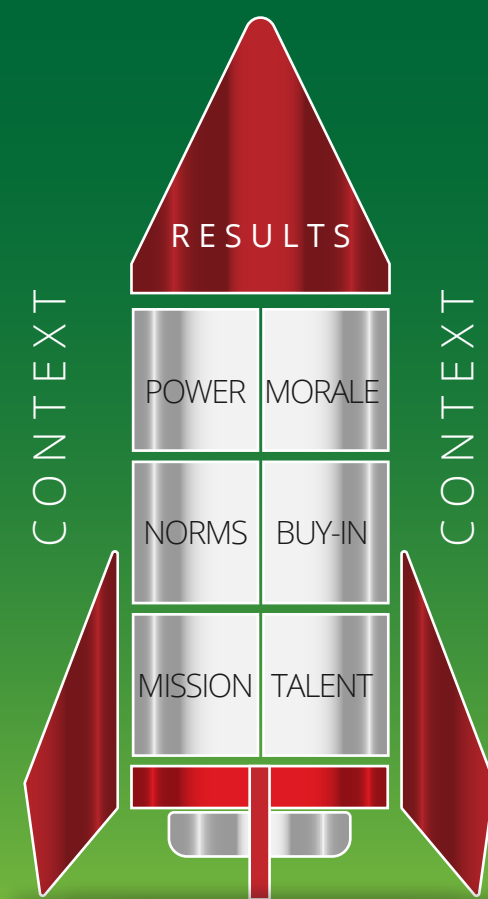 RESULTS
CONTEXT
CONTEXT
POWER MORALE
NORMS BUY-IN
MISSION TALENT